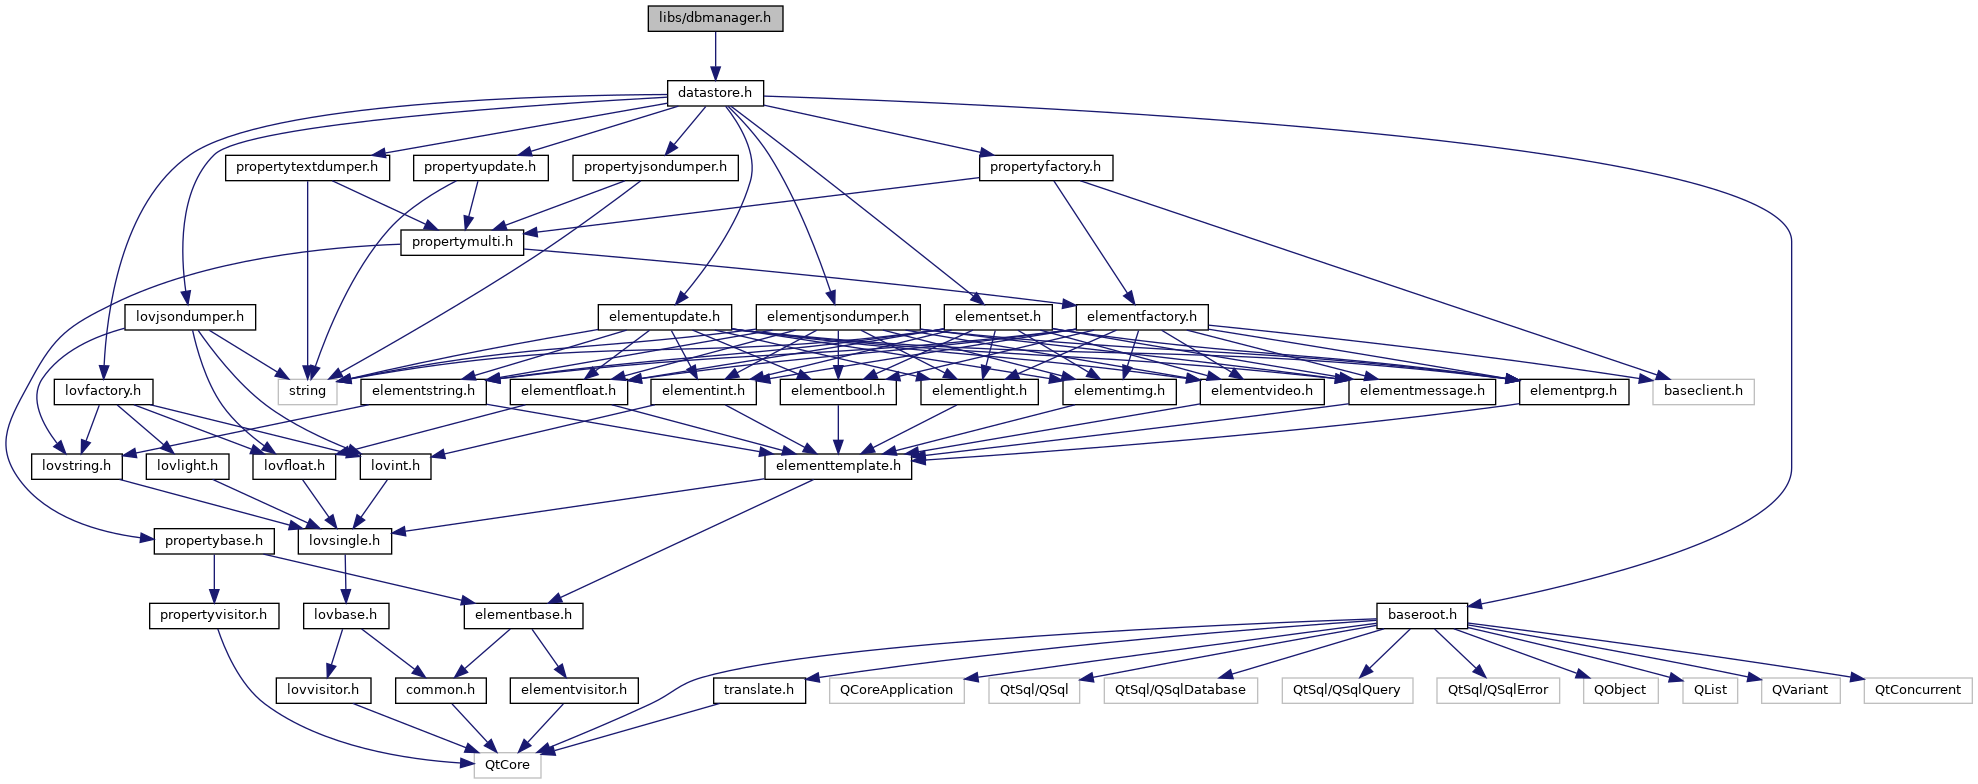 libs/dbmanager.h
datastore.h
propertytextdumper.h
propertyupdate.h
propertyjsondumper.h
propertyfactory.h
propertymulti.h
lovjsondumper.h
elementupdate.h
elementjsondumper.h
elementset.h
elementfactory.h
lovfactory.h
string
elementstring.h
elementfloat.h
elementint.h
elementbool.h
elementlight.h
elementimg.h
elementvideo.h
elementmessage.h
elementprg.h
baseclient.h
lovstring.h
lovlight.h
lovfloat.h
lovint.h
elementtemplate.h
propertybase.h
lovsingle.h
propertyvisitor.h
lovbase.h
elementbase.h
baseroot.h
lovvisitor.h
common.h
elementvisitor.h
translate.h
QCoreApplication
QtSql/QSql
QtSql/QSqlDatabase
QtSql/QSqlQuery
QtSql/QSqlError
QObject
QList
QVariant
QtConcurrent
QtCore